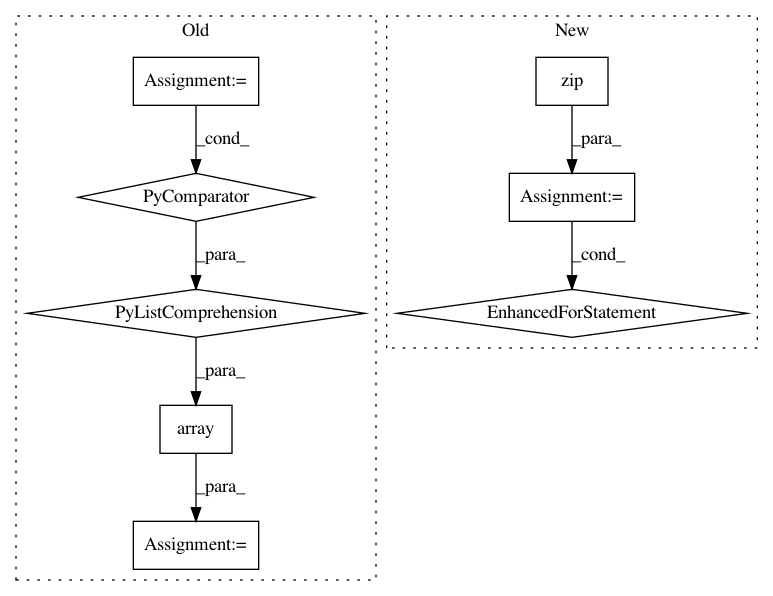 Old
Assignment:=
_cond_
PyComparator
_para_
PyListComprehension
_para_
array
_para_
Assignment:=
New
zip
_para_
Assignment:=
_cond_
EnhancedForStatement